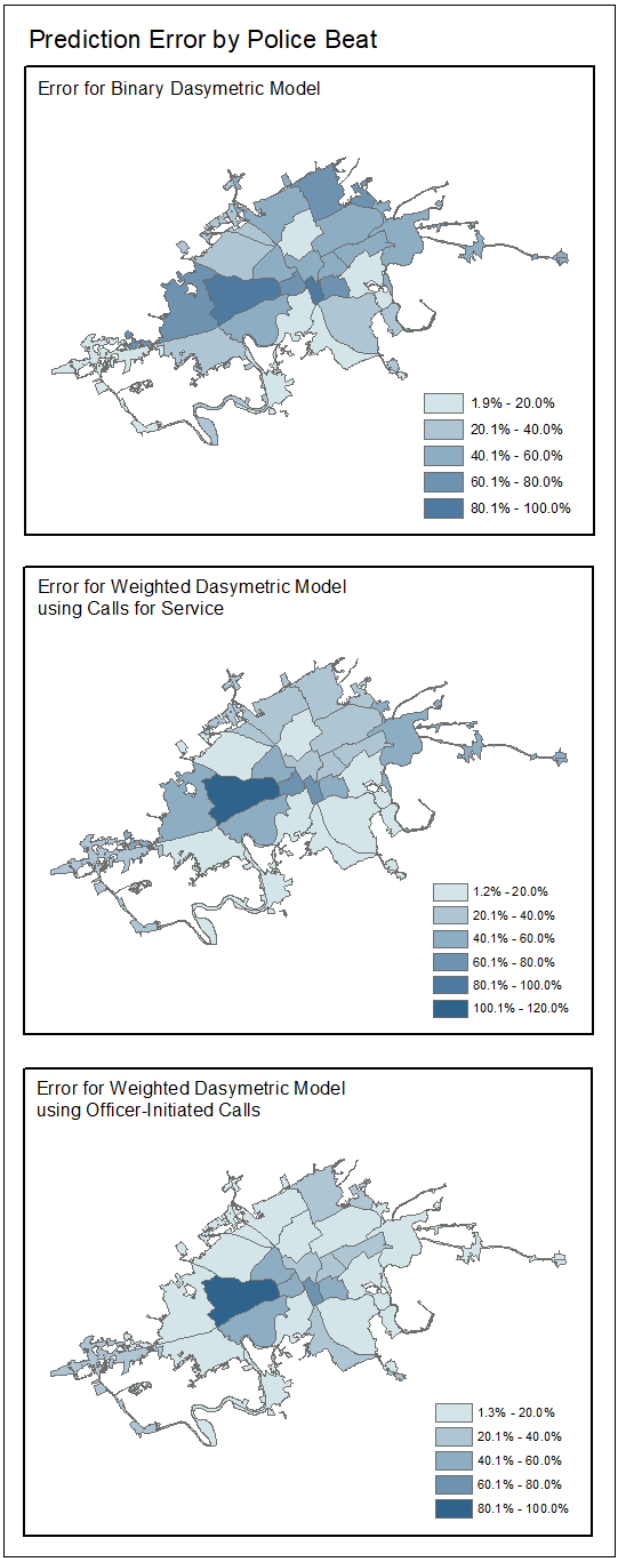 Prediction Error by Police Beat
Error for Binary Dasymetric Model
1.9% - 20.0%
20.1% - 40.0%
40.1% - 60.0%
60.1% - 80.0%
80.1% - 100.0%
Error for Weighted Dasymetric Model
using Calls for Service
1.2% - 20.0%
20.1% - 40.0%
40.1% - 60.0%
60.1% - 80.0%
80.1% - 100.0%
100.1% - 120.0%
Error for Weighted Dasymetric Model
using Officer-Initiated Calls
1.3% - 20.0%
20.1% - 40.0%
40.1% - 60.0%
60.1% - 80.0%
80.1% - 100.0%